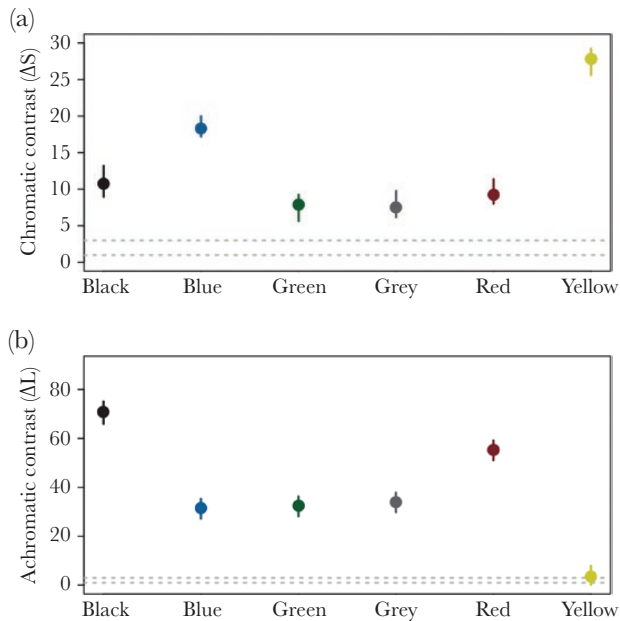 (a)
Chromatic contrast (ΔS)
30
25
20
15
10
5
0
Black Blue Green Grey Red Yellow
(b)
Achromatic contrast (ΔL)
80
60
40
20
0
Black Blue Green Grey Red Yellow